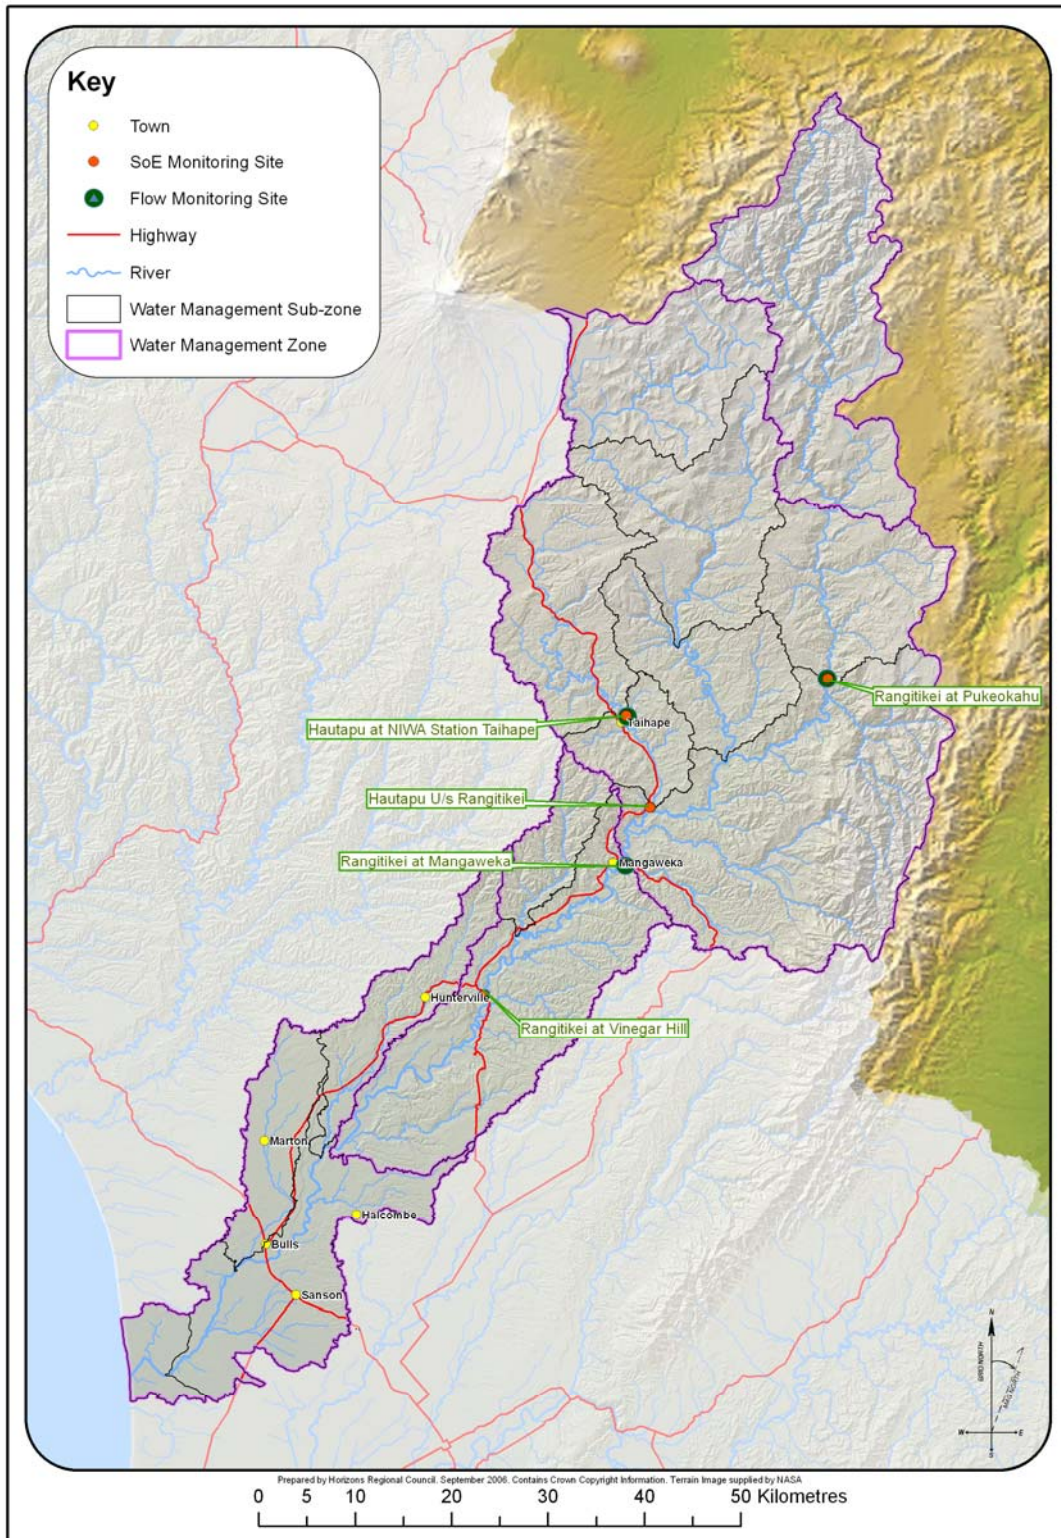 Key
Town
SoE Monitoring Site
Flow Monitoring Site
Highway
River
Water Management Sub-zone
Water Management Zone
Rangitikei at Pukeokahu
Taihape
Hautapu at NIWA Station Taihape
Hautapu U/s Rangitikei
Rangitikei at Mangaweka
Mangaweka
Hunterville
Rangitikei at Vinegar Hill
Marton
Halcombe
Bulls
Sanson
N
GRID NORTH
W
E
Prepared by Horizons Regional Council. September 2006. Contains Crown Copyright Information. Terrain Image supplied by NASA
0 5 10 20 30 40 50 Kilometres